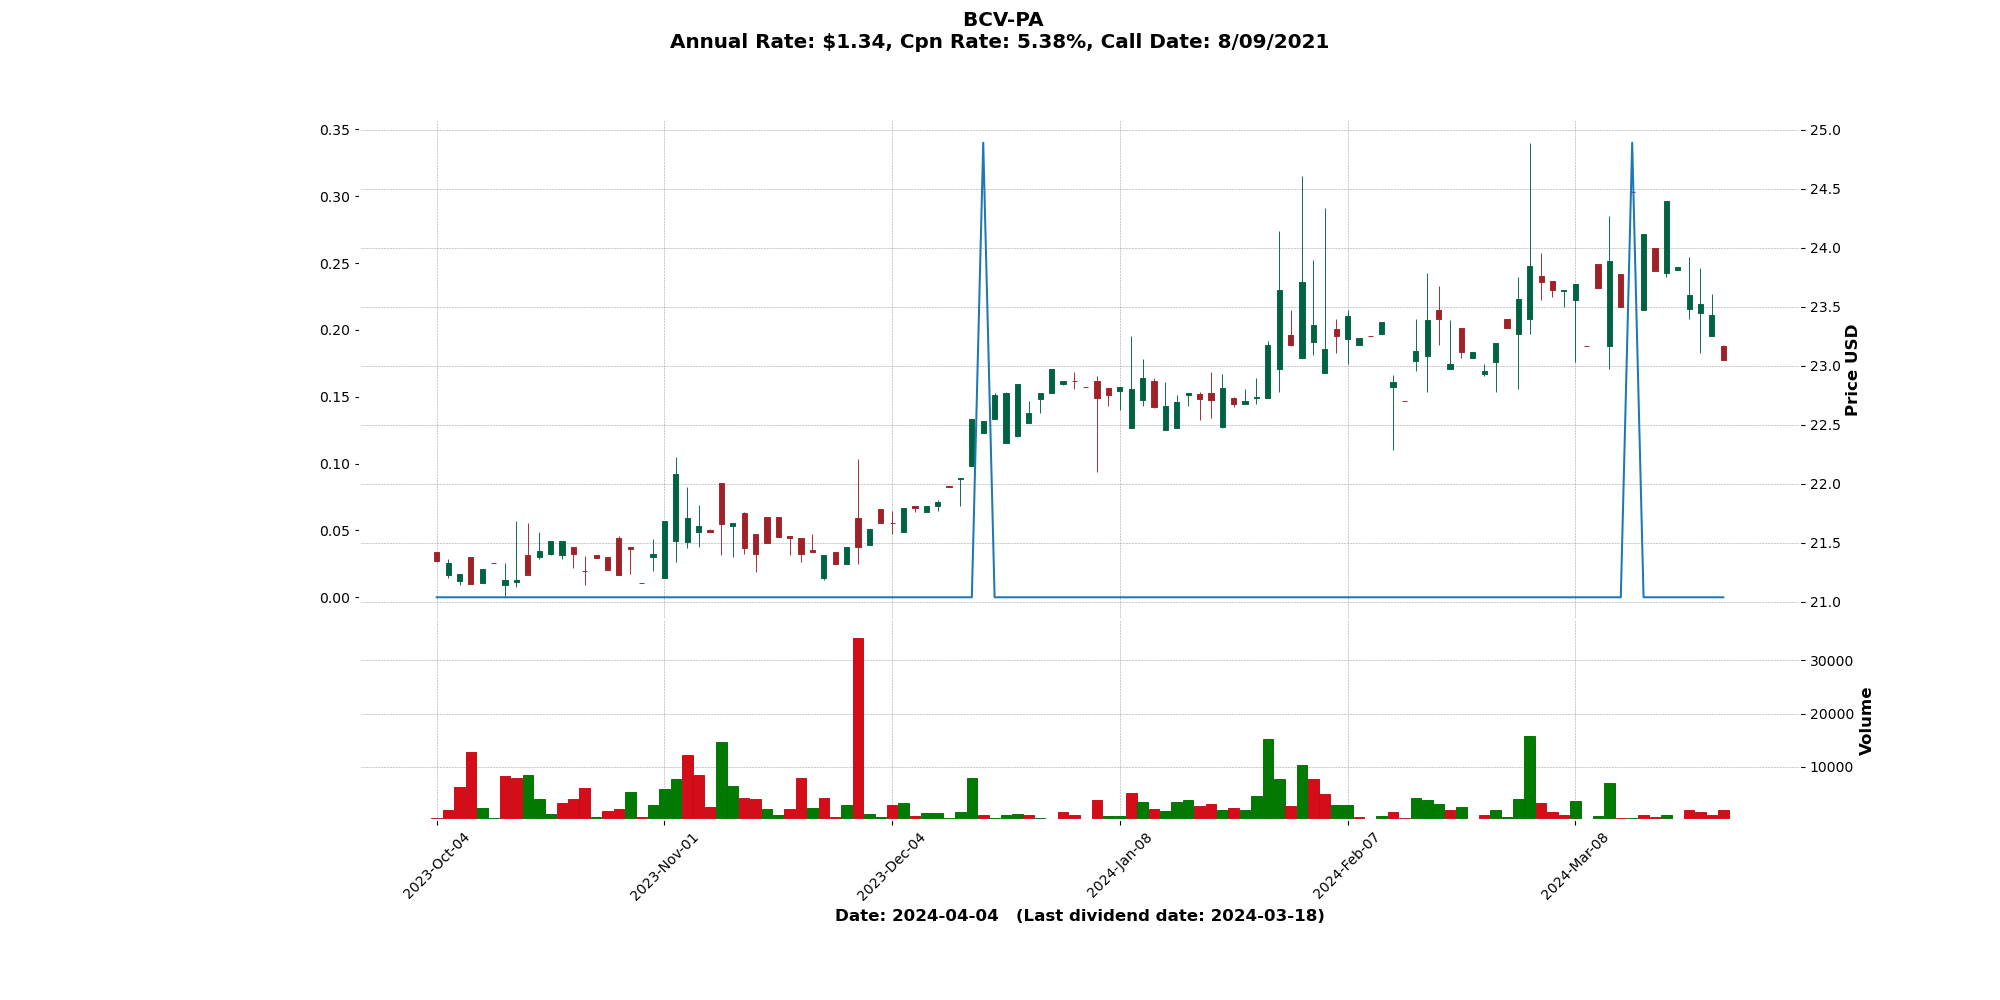 BCV-PA
Annual Rate: $1.34, Cpn Rate: 5.38%, Call Date: 8/09/2021
0.35
0.30
0.25
0.20
0.15
0.10
0.05
0.00
25.0
24.5
24.0
23.5
23.0
22.5
22.0
21.5
21.0
Price USD
30000
20000
10000
Volume
2023-Oct-04
2023-Nov-01
2023-Dec-04
2024-Jan-08
2024-Feb-07
2024-Mar-08
Date: 2024-04-04 (Last dividend date: 2024-03-18)